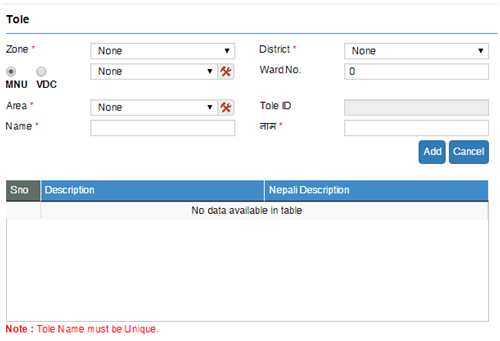 Tole
Zone * None District * None
MNU VDC None Ward No. 0
Area * None Tole ID
Name * नाम *
Add Cancel
Sno Description Nepali Description
No data available in table
Note : Tole Name must be Unique.